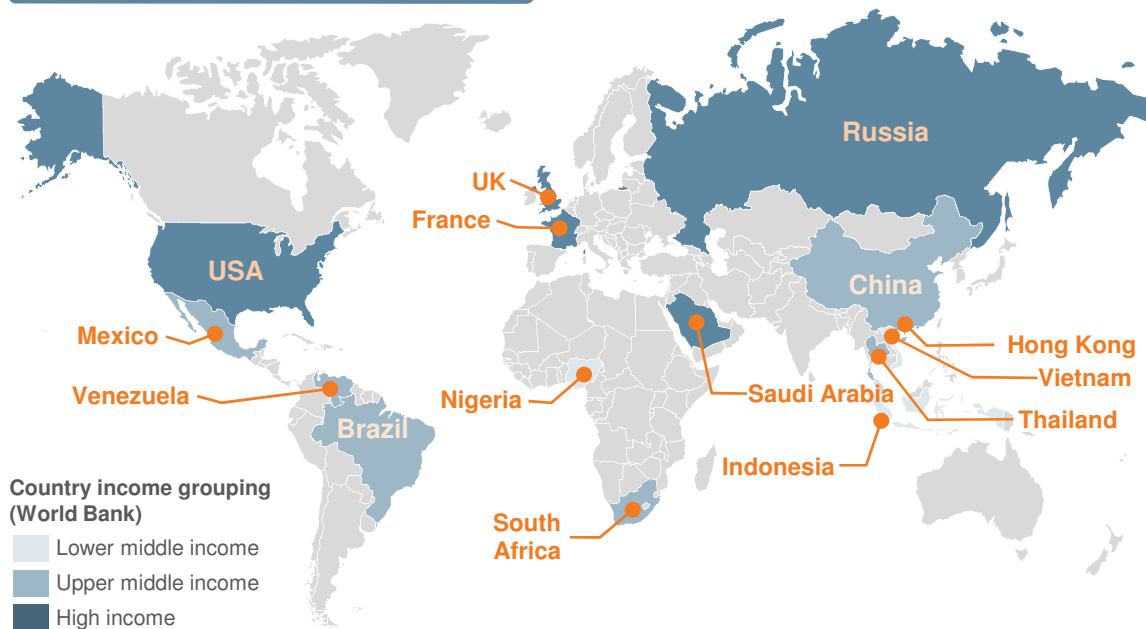 Russia
UK
France
USA
China
Mexico
Hong Kong
Vietnam
Venezuela
Nigeria
Saudi Arabia
Thailand
Brazil
Indonesia
Country income grouping
(World Bank)
South
Africa
Lower middle income
Upper middle income
High income